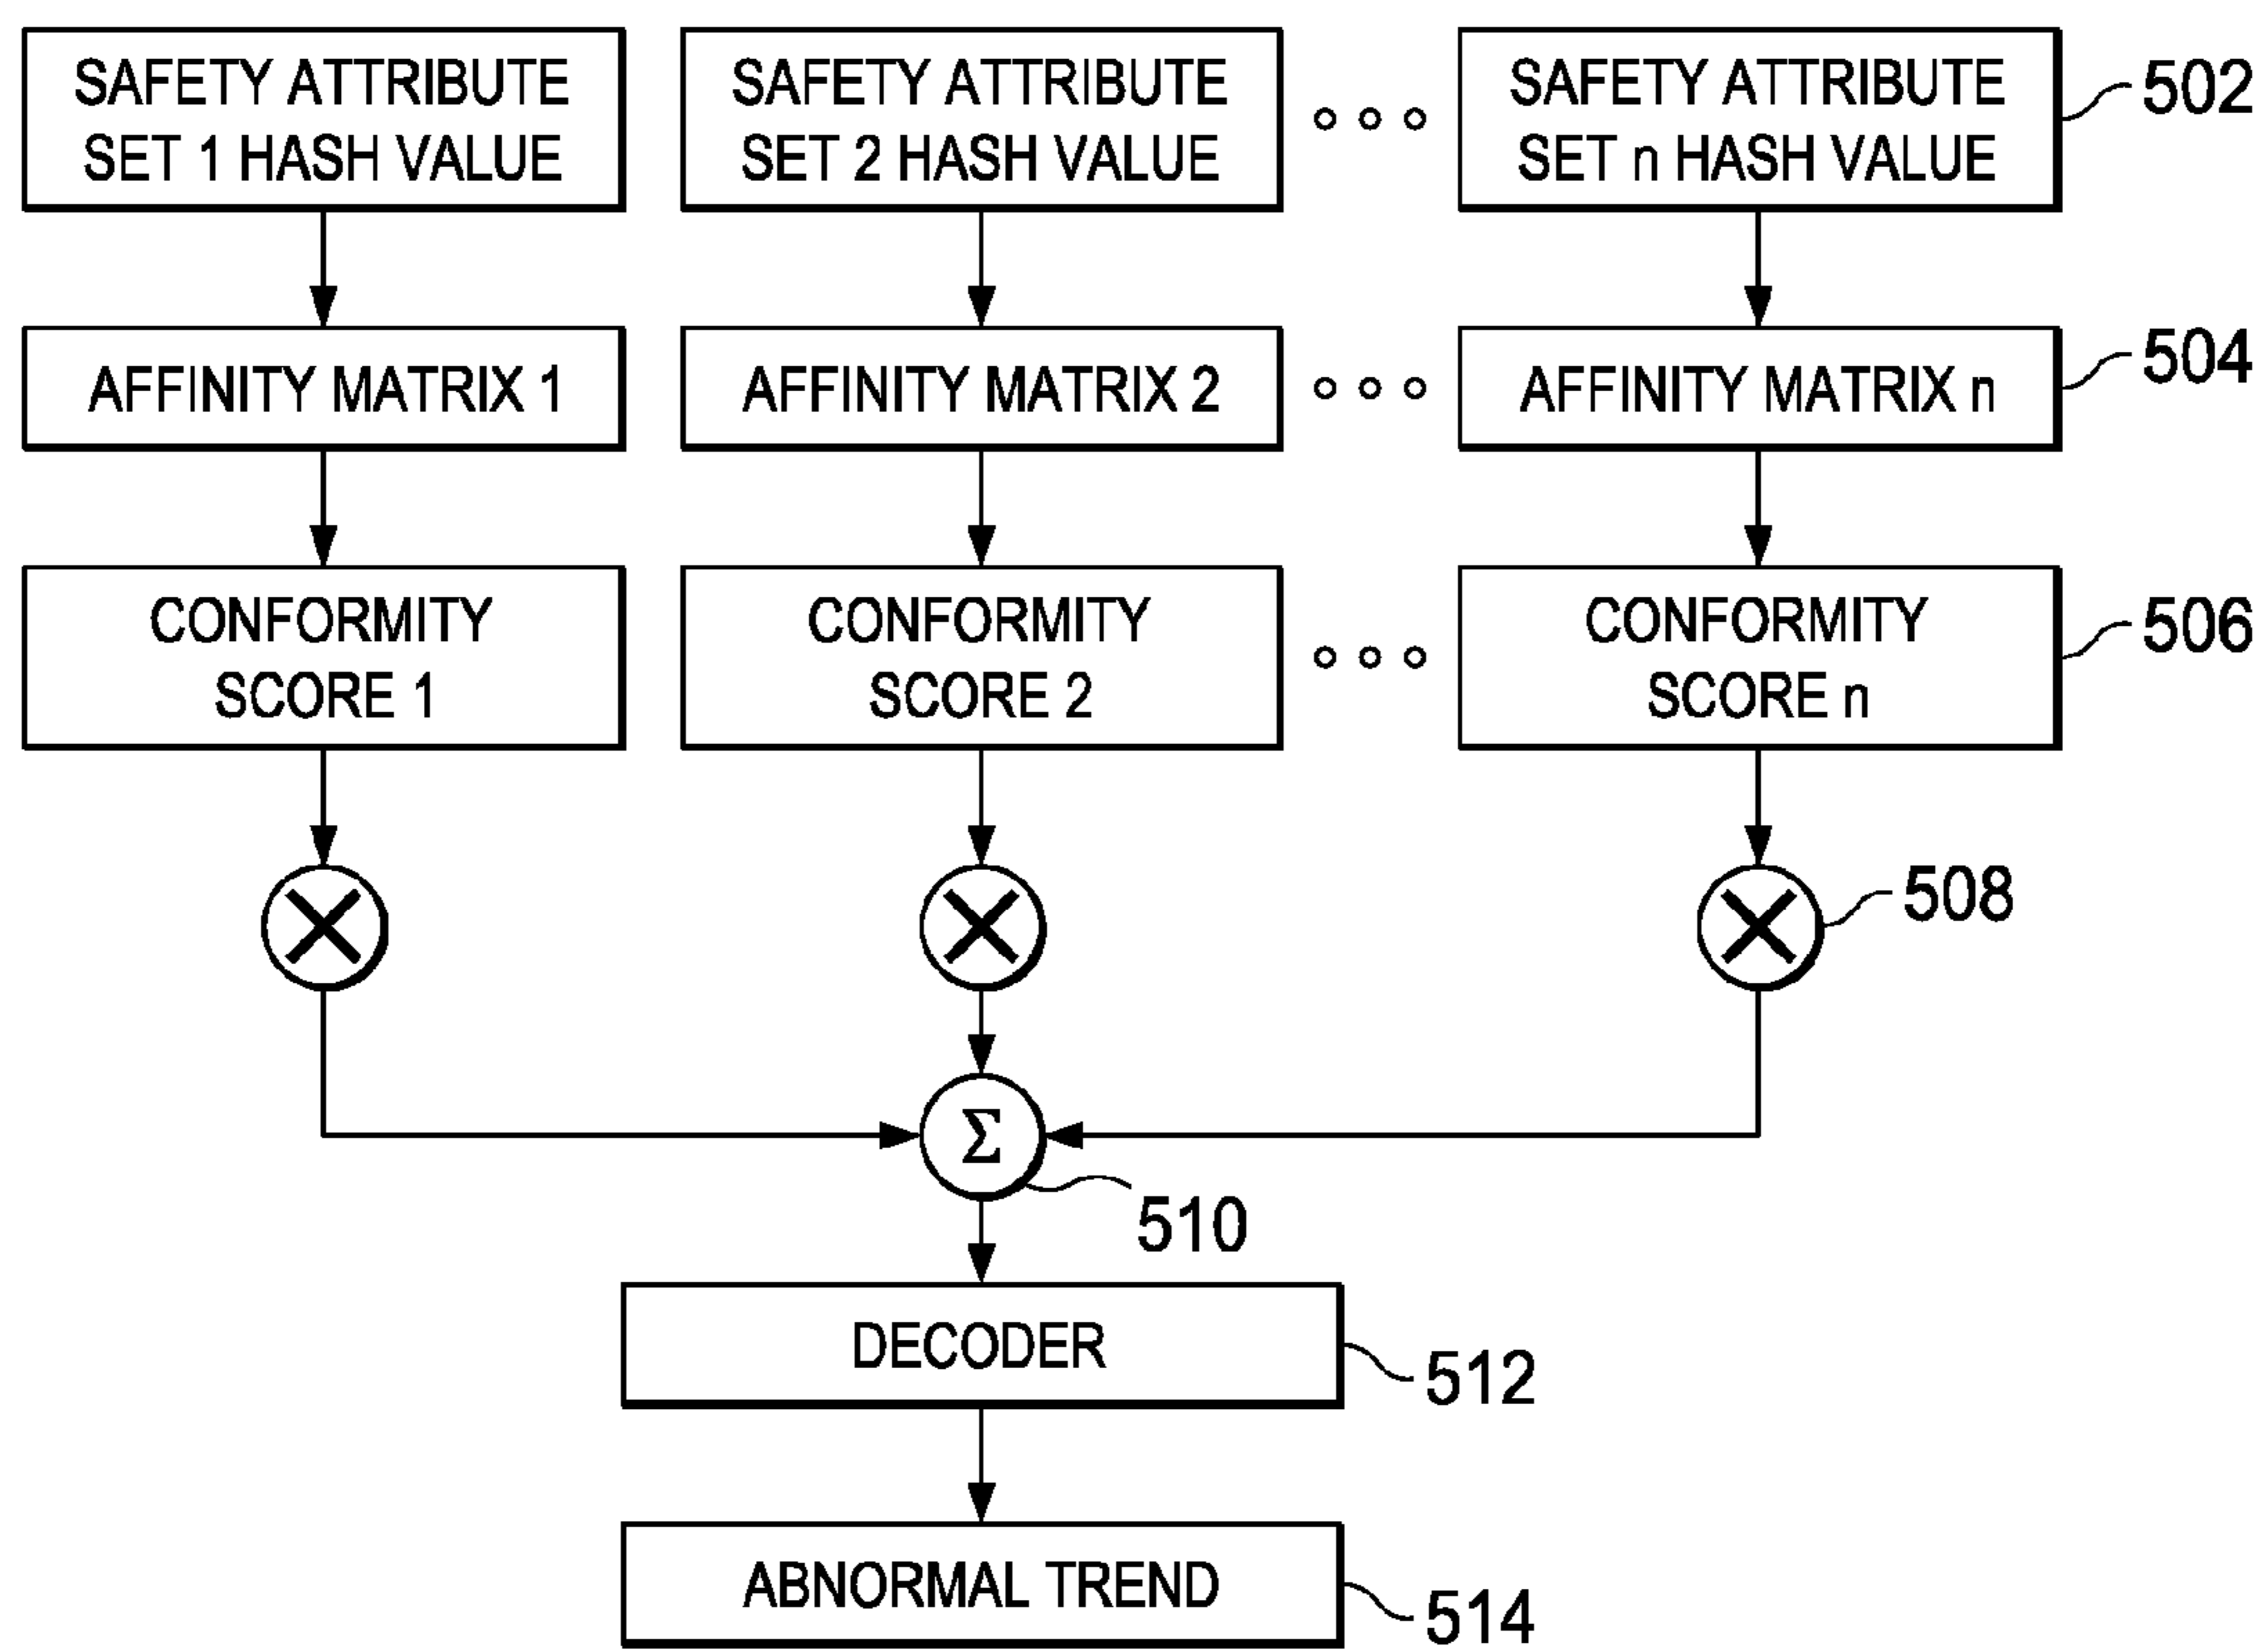 SAFETY ATTRIBUTE
SET 1 HASH VALUE
SAFETY ATTRIBUTE
SET 2 HASH VALUE
SAFETY ATTRIBUTE
SET n HASH VALUE
502
AFFINITY MATRIX 1
AFFINITY MATRIX 2
AFFINITY MATRIX n
504
CONFORMITY
SCORE 1
CONFORMITY
SCORE 2
CONFORMITY
SCORE n
506
508
Σ
510
DECODER
512
ABNORMAL TREND
514